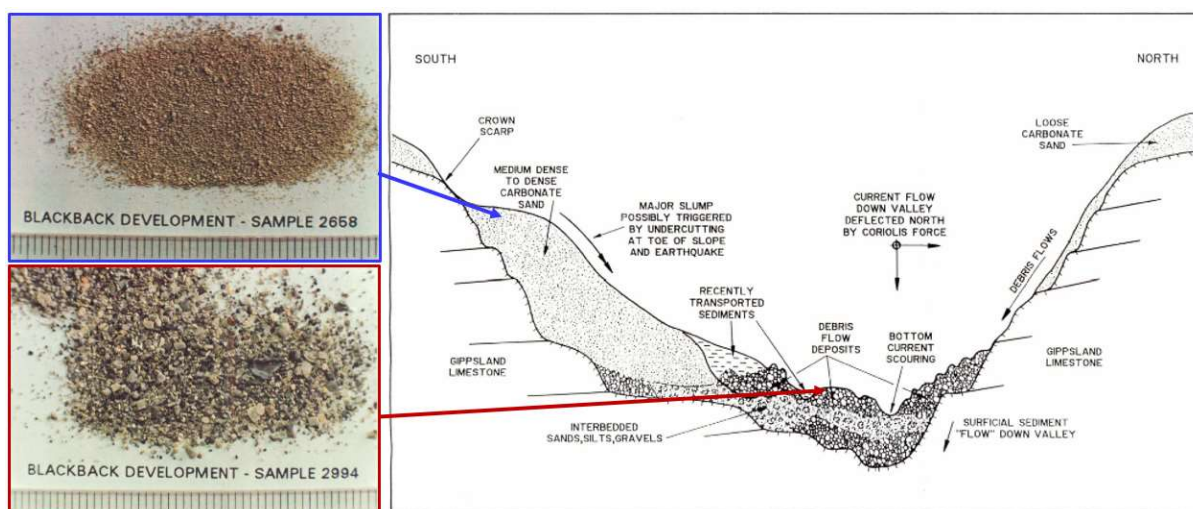 BLACKBACK DEVELOPMENT - SAMPLE 2658
BLACKBACK DEVELOPMENT - SAMPLE 2994
SOUTH
NORTH
CROWN
SCARP
MEDIUM DENSE
TO DENSE
CARBONATE
SAND
MAJOR SLUMP
POSSIBLY TRIGGERED
BY UNDERCUTTING
AT TOE OF SLOPE
AND EARTHQUAKE
CURRENT FLOW
DOWN VALLEY
DEFLECTED NORTH
BY CORIOLIS FORCE
LOOSE
CARBONATE
SAND
DEBRIS FLOWS
RECENTLY
TRANSPORTED
SEDIMENTS
DEBRIS
FLOW
DEPOSITS
BOTTOM
CURRENT
SCOURING
GIPPSLAND
LIMESTONE
GIPPSLAND
LIMESTONE
INTERBEDDED
SANDS,SILTS,GRAVELS
SURFICIAL SEDIMENT
"FLOW" DOWN VALLEY